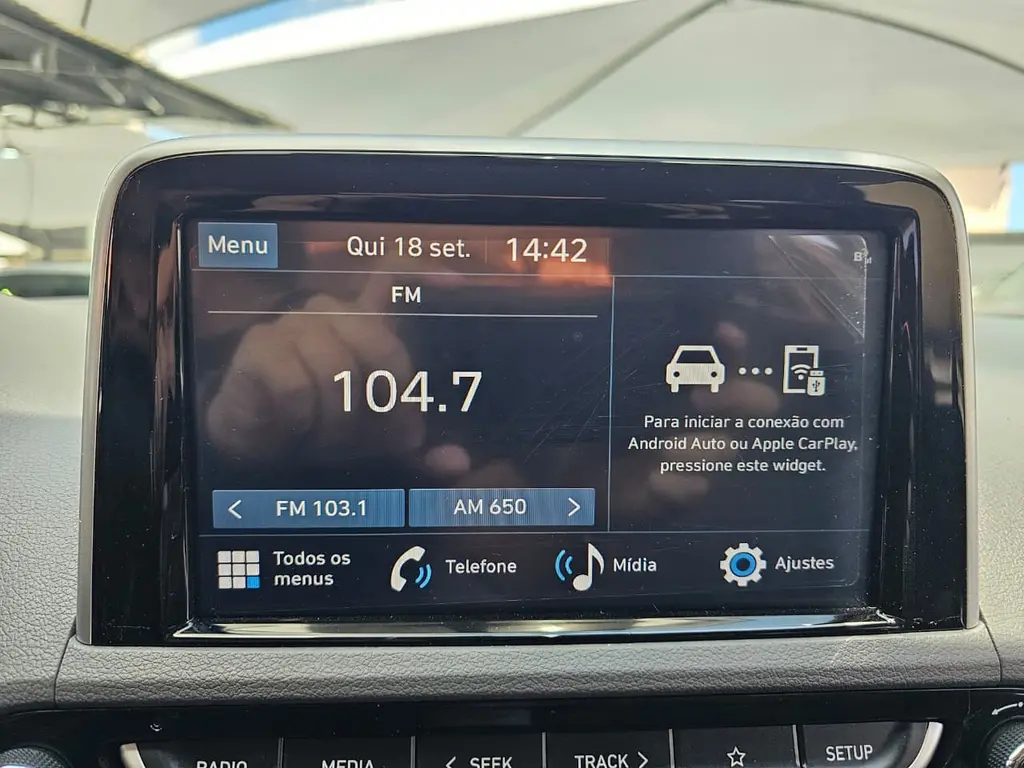 Menu
Qui 18 set.
14:42
FM
104.7
Para iniciar a conexão com
Android Auto ou Apple CarPlay,
pressione este widget.
< FM 103.1
AM 650 >
Todos os
menus
Telefone
Mídia
Ajustes
RADIO
MEDIA
< SEEK
TRACK >
SETUP